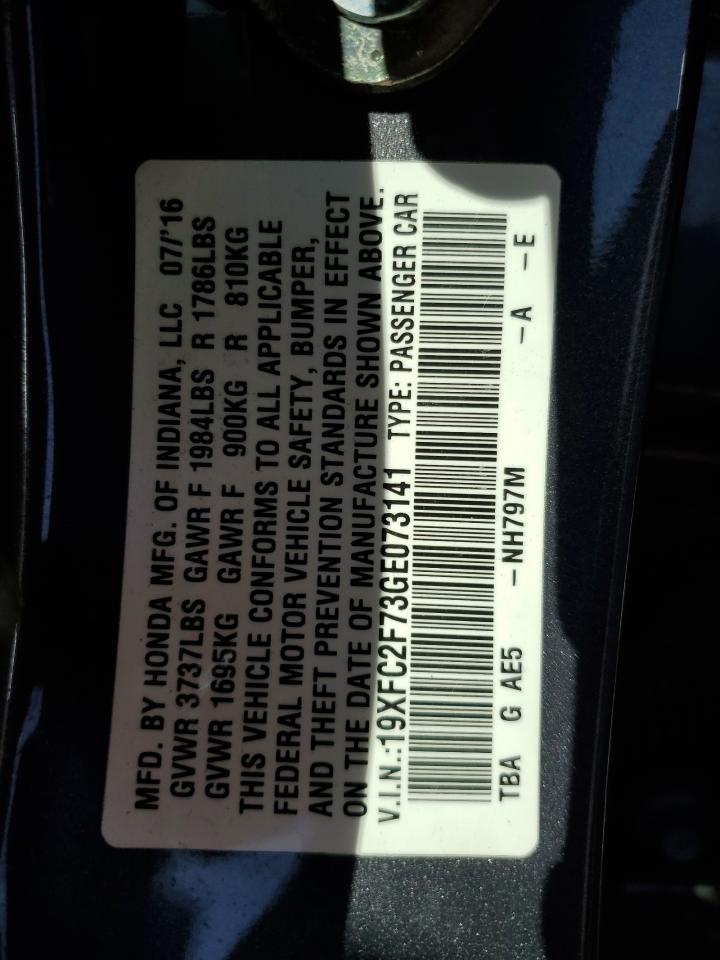 MFD. BY HONDA MFG. OF INDIANA, LLC 07/'16
GVWR 3737LBS GAWR F 1984LBS R 1786LBS
GVWR 1695KG GAWR F 900KG R 810KG
THIS VEHICLE CONFORMS TO ALL APPLICABLE
FEDERAL MOTOR VEHICLE SAFETY, BUMPER,
AND THEFT PREVENTION STANDARDS IN EFFECT
ON THE DATE OF MANUFACTURE SHOWN ABOVE.
V.I.N.:19XFC2F73GE073141 TYPE: PASSENGER CAR
TBA G AE5 –NH797M –A –E